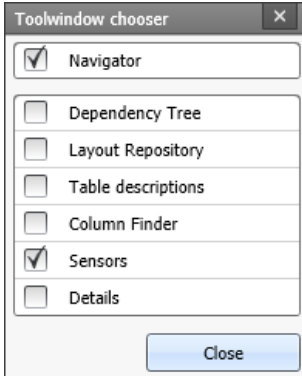 Toolwindow chooser
Navigator
Dependency Tree
Layout Repository
Table descriptions
Column Finder
Sensors
Details
Close